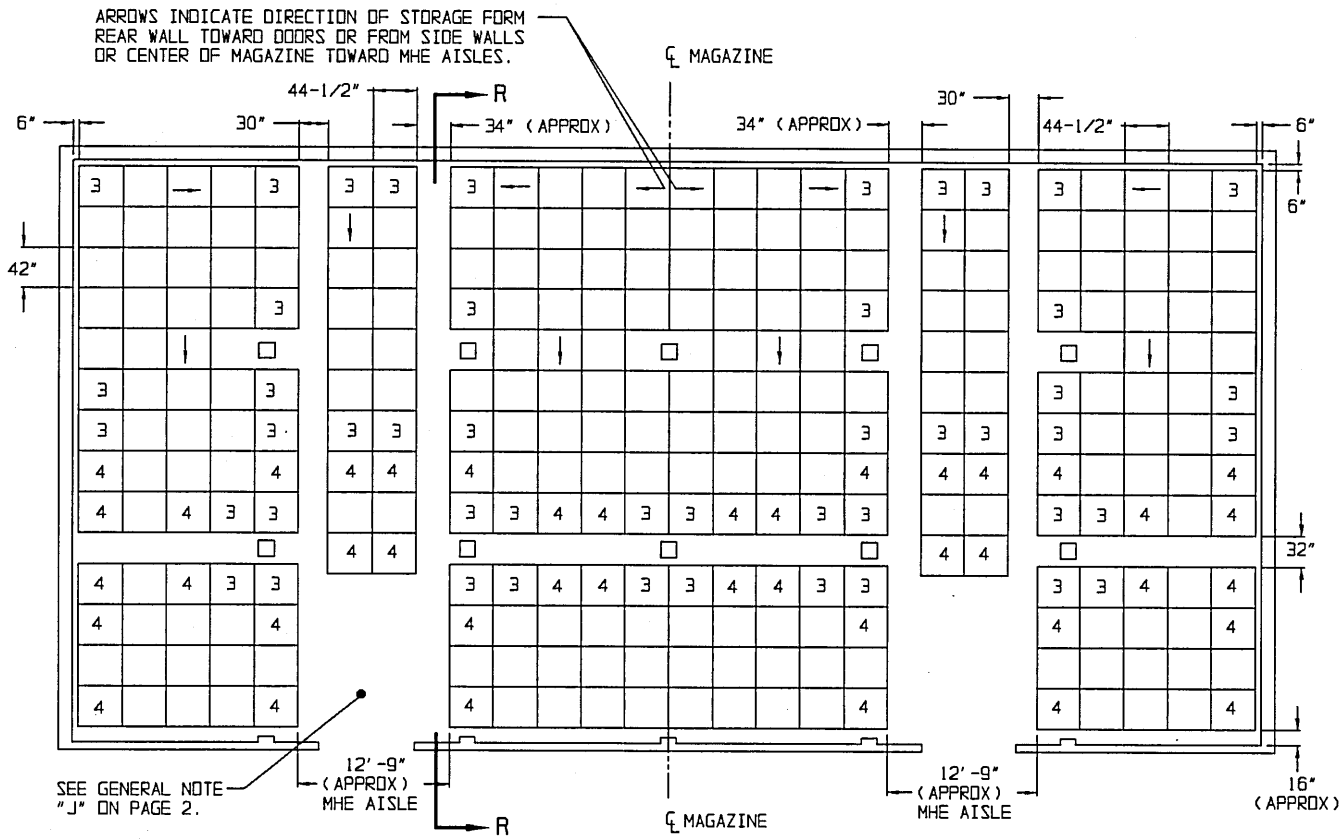 ARROWS INDICATE DIRECTION OF STORAGE FORM
REAR WALL TOWARD DOORS OR FROM SIDE WALLS
OR CENTER OF MAGAZINE TOWARD MHE AISLES.
℄ MAGAZINE
44-1/2"
R
30"
6"
30"
34" (APPROX)
34" (APPROX)
44-1/2"
6"
3 3 3 3 3 3 3 3 3 3
6"
42"
3 3 3 3
3 3 3 3
3 3 3 3 3 3 3 3 3 3
4 4 4 4 4 4 4 4 4 4
4 4 3 3 3 3 4 4 3 3 4 4 3 3 3 3 4 4
4 4 4 4
32"
4 4 3 3 3 3 4 4 3 3 4 4 3 3 3 3 4 4
4 4 4 4 4 4
4 4 4 4 4 4
SEE GENERAL NOTE
"J" ON PAGE 2.
12'-9"
(APPROX)
MHE AISLE
R
℄ MAGAZINE
12'-9"
(APPROX)
MHE AISLE
16"
(APPROX)